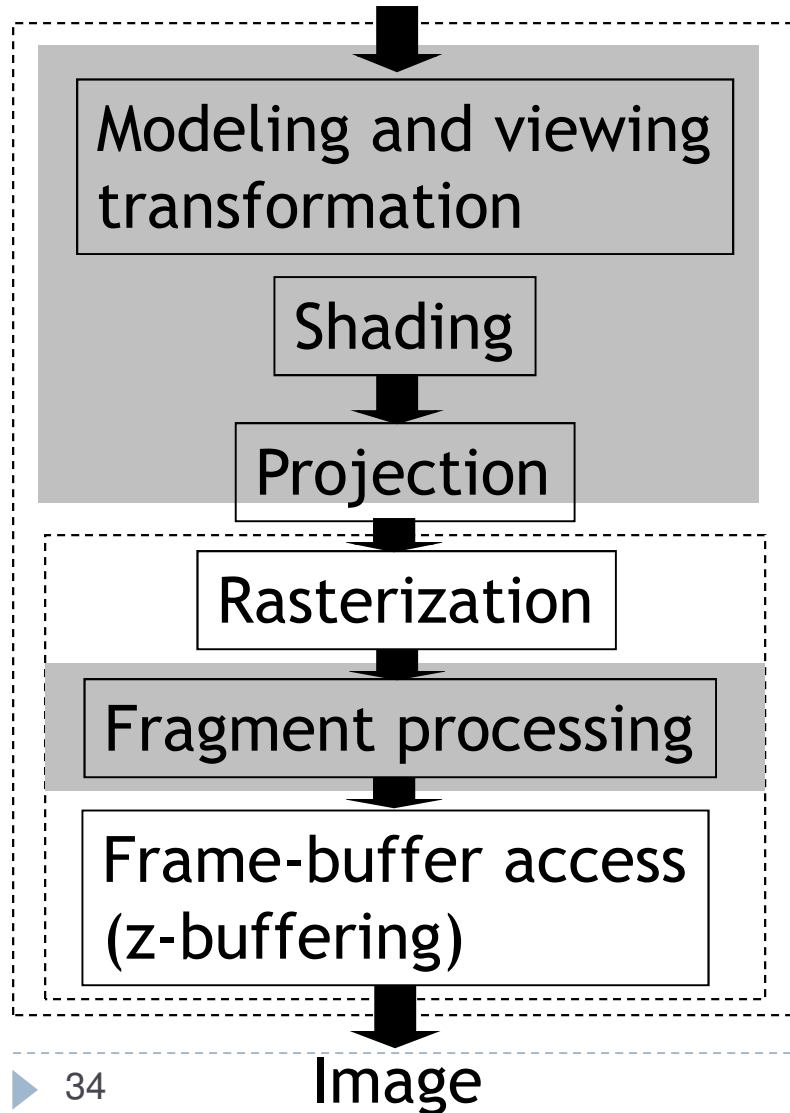 Modeling and viewing
transformation
Shading
Projection
Rasterization
Fragment processing
Frame-buffer access
(z-buffering)
Image
34